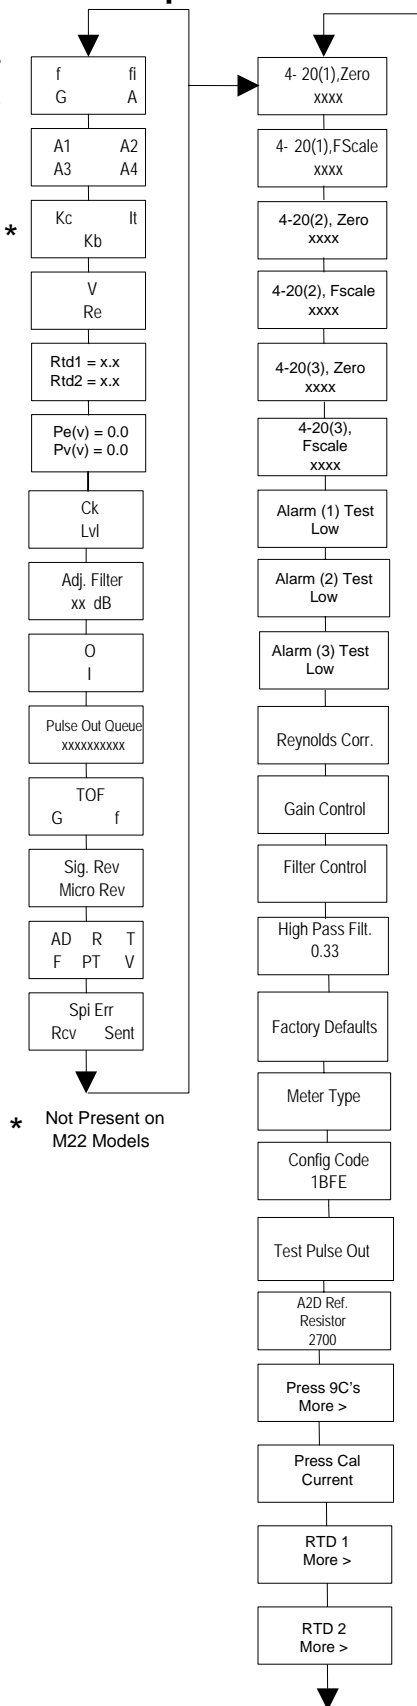 f fi
G A
A1 A2
A3 A4
*
Kc It
Kb
V
Re
Rtd1 = x.x
Rtd2 = x.x
Pe(v) = 0.0
Pv(v) = 0.0
Ck
Lvl
Adj. Filter
xx dB
O
I
Pulse Out Queue
xxxxxxxxxx
TOF
G f
Sig. Rev
Micro Rev
AD R T
F PT V
Spi Err
Rcv Sent
* Not Present on
M22 Models
4- 20(1),Zero
xxxx
4- 20(1),FScale
xxxx
4-20(2), Zero
xxxx
4-20(2), Fscale
xxxx
4-20(3), Zero
xxxx
4-20(3),
Fscale
xxxx
Alarm (1) Test
Low
Alarm (2) Test
Low
Alarm (3) Test
Low
Reynolds Corr.
Gain Control
Filter Control
High Pass Filt.
0.33
Factory Defaults
Meter Type
Config Code
1BFE
Test Pulse Out
A2D Ref.
Resistor
2700
Press 9C's
More >
Press Cal
Current
RTD 1
More >
RTD 2
More >